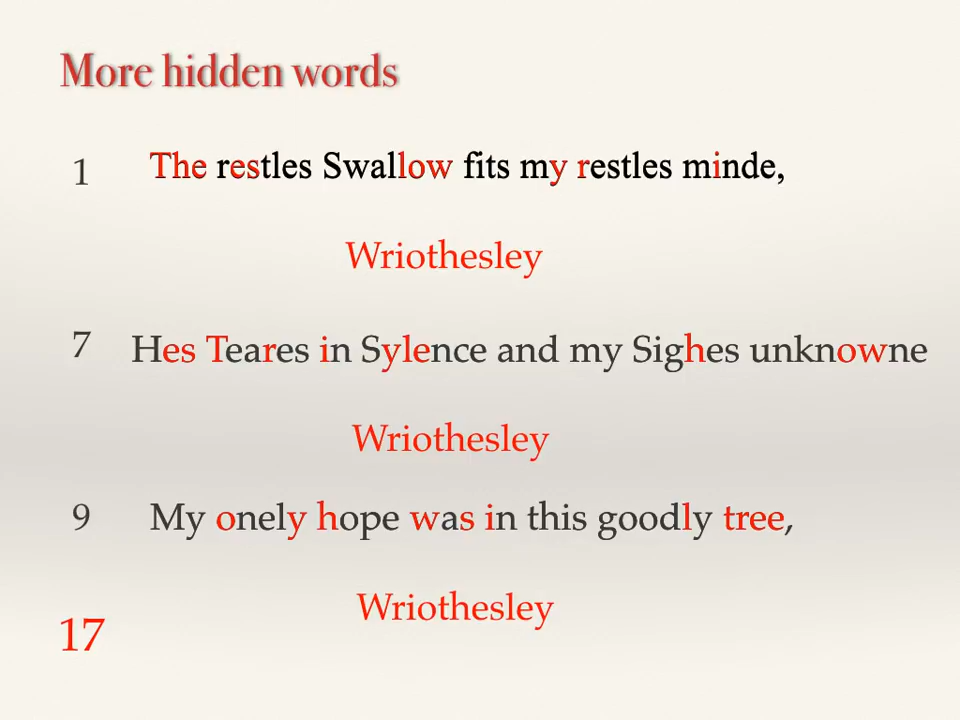 More hidden words
1 The restles Swallow fits my restles minde,
Wriothesley
7 Hes Teares in Sylence and my Sighes unknowne
Wriothesley
9 My onely hope was in this goodly tree,
Wriothesley
17